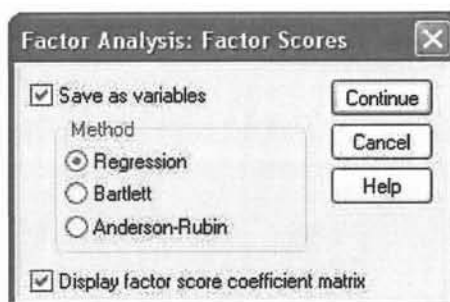 Factor Analysis: Factor Scores
Save as variables
Continue
Method
Cancel
Regression
Help
Bartlett
Anderson-Rubin
Display factor score coefficient matrix